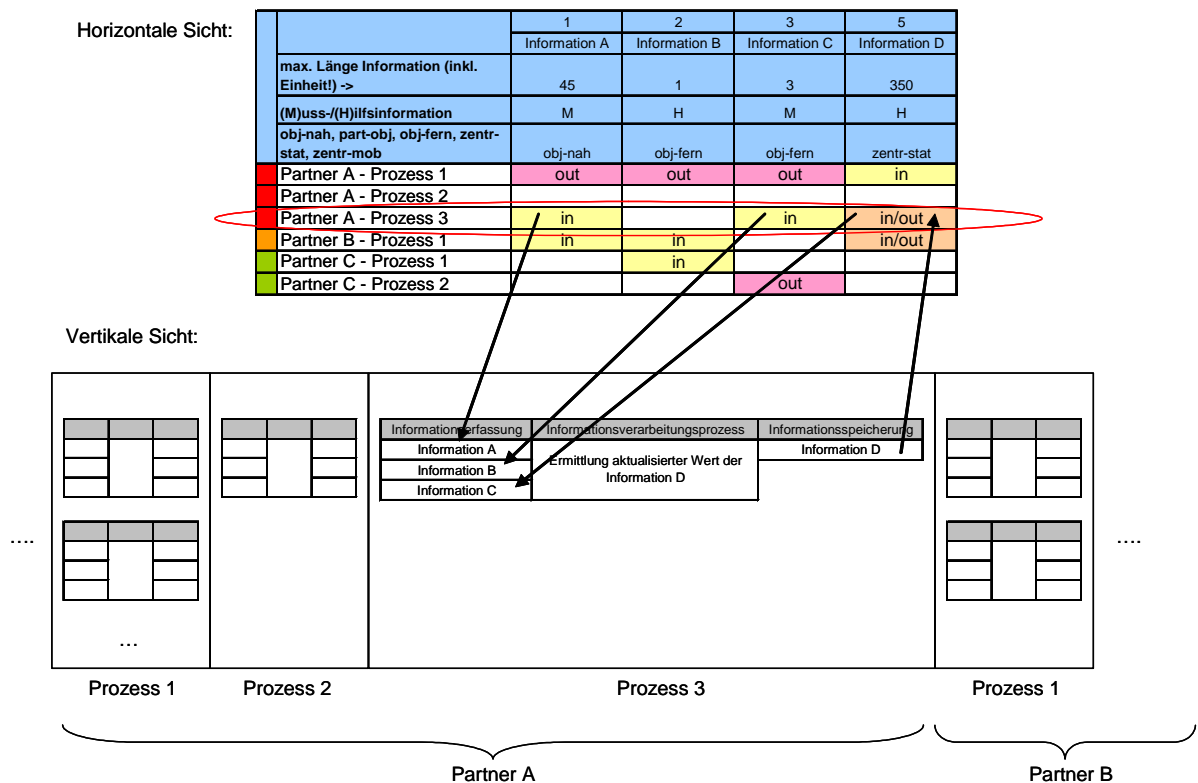 Horizontale Sicht:
1 2 3 5
Information A Information B Information C Information D
max. Länge Information (inkl.
Einheit!) -> 45 1 3 350
(M)uss-/(H)ilfsinformation M H M H
obj-nah, part-obj, obj-fern, zentr-
stat, zentr-mob obj-nah obj-fern obj-fern zentr-stat
Partner A - Prozess 1 out out out in
Partner A - Prozess 2
Partner A - Prozess 3 in in in/out
Partner B - Prozess 1 in in in/out
Partner C - Prozess 1 in
Partner C - Prozess 2 out
Vertikale Sicht:
Informationserfassung Informationsverarbeitungsprozess Informationsspeicherung
Information A Information D
Information B
Ermittlung aktualisierter Wert der
Information D
Information C
....
....
...
Prozess 1 Prozess 2 Prozess 3 Prozess 1
Partner A Partner B